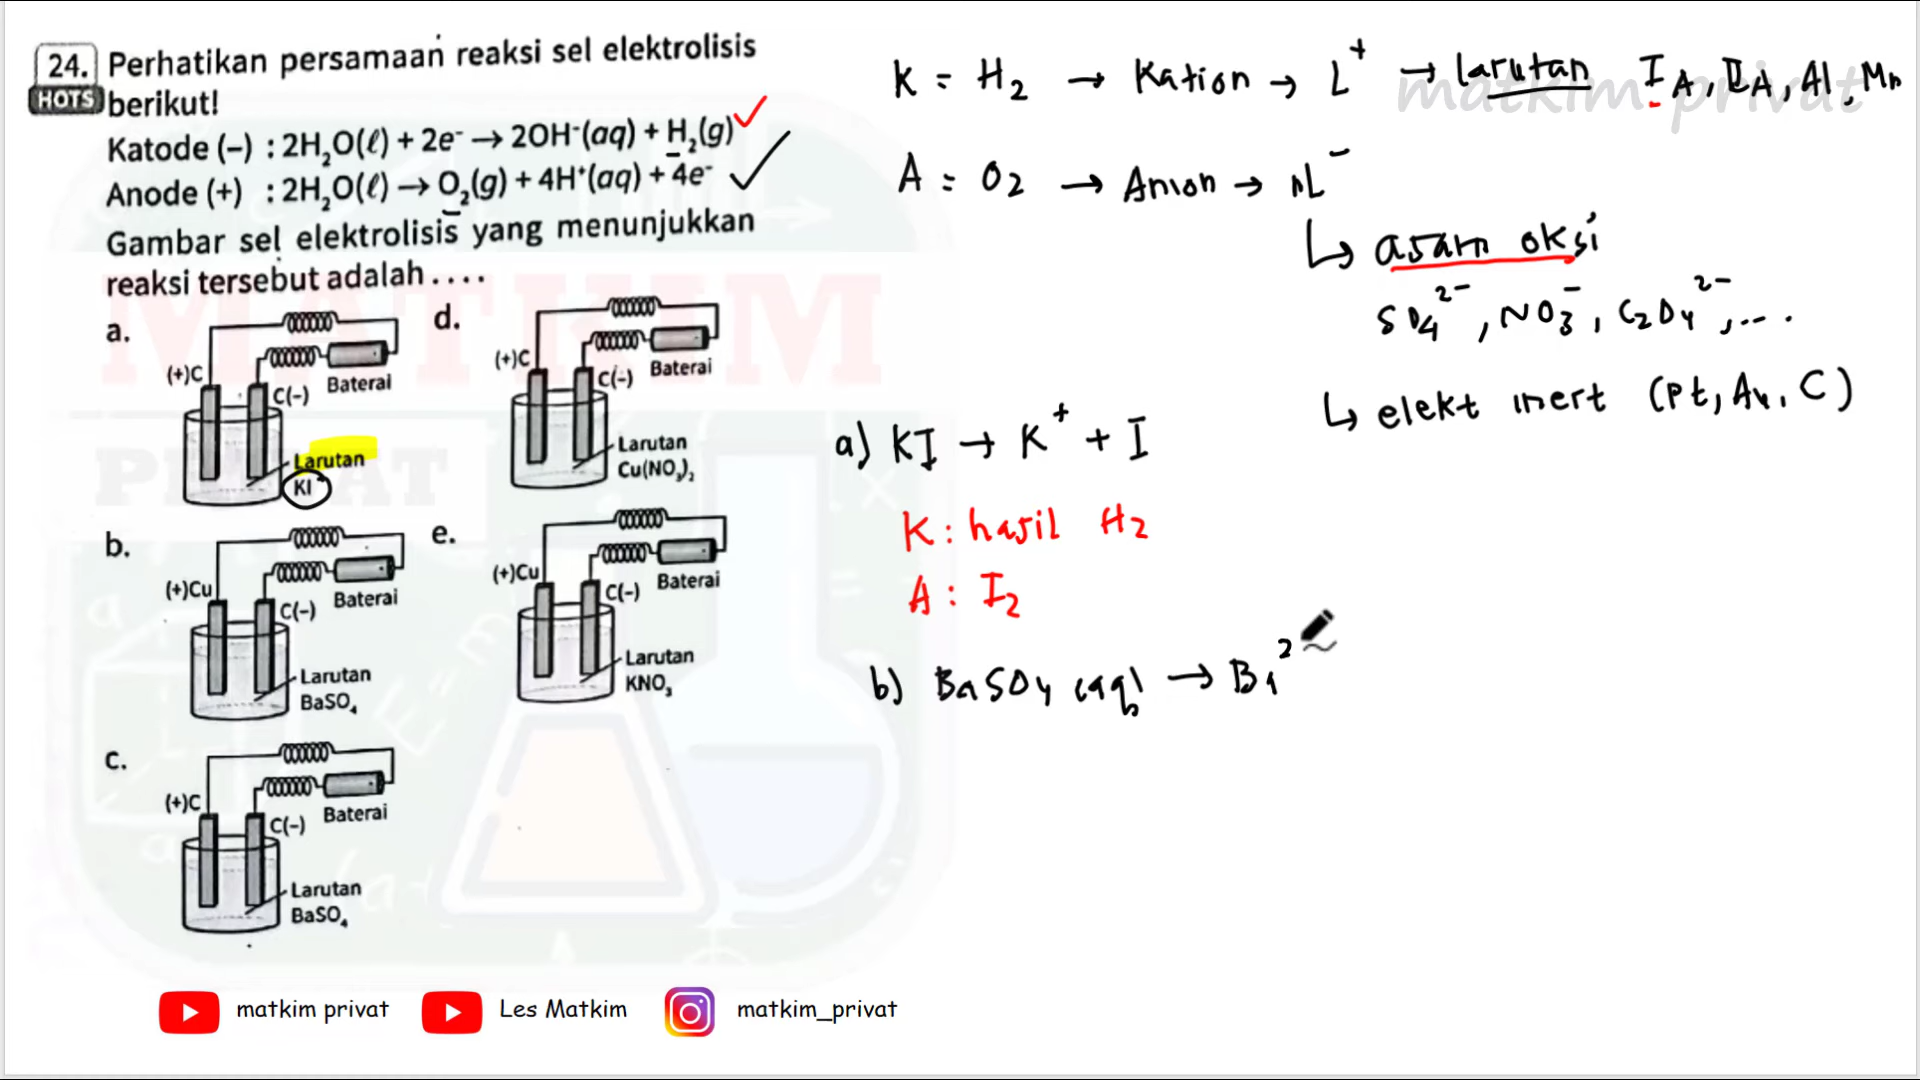 24. Perhatikan persamaan reaksi sel elektrolisis
HOTS berikut!
Katode (–) : 2H₂O(ℓ) + 2e⁻ → 2OH⁻(aq) + H₂(g)
Anode (+) : 2H₂O(ℓ) → O₂(g) + 4H⁺(aq) + 4e⁻
Gambar sel elektrolisis yang menunjukkan
reaksi tersebut adalah . . . .
a.
(+)C
C(–)
Baterai
Larutan
KI
b.
(+)Cu
C(–)
Baterai
Larutan
BaSO₄
c.
(+)C
C(–)
Baterai
Larutan
BaSO₄
d.
(+)C
C(–)
Baterai
Larutan
Cu(NO₃)₂
e.
(+)Cu
C(–)
Baterai
Larutan
KNO₃
K = H₂ → Kation → L⁺ → larutan IA, IIA, Al, Mn
A = O₂ → Anion → nL⁻
↳ asam oksi
SO₄²⁻, NO₃⁻, C₂O₄²⁻, ....
↳ elekt inert (Pt, Au, C)
a) KI → K⁺ + I
K : hasil H₂
A : I₂
b) BaSO₄ (aq) → Ba²
matkim privat
MATKIM
PRIVAT
matkim privat
Les Matkim
matkim_privat